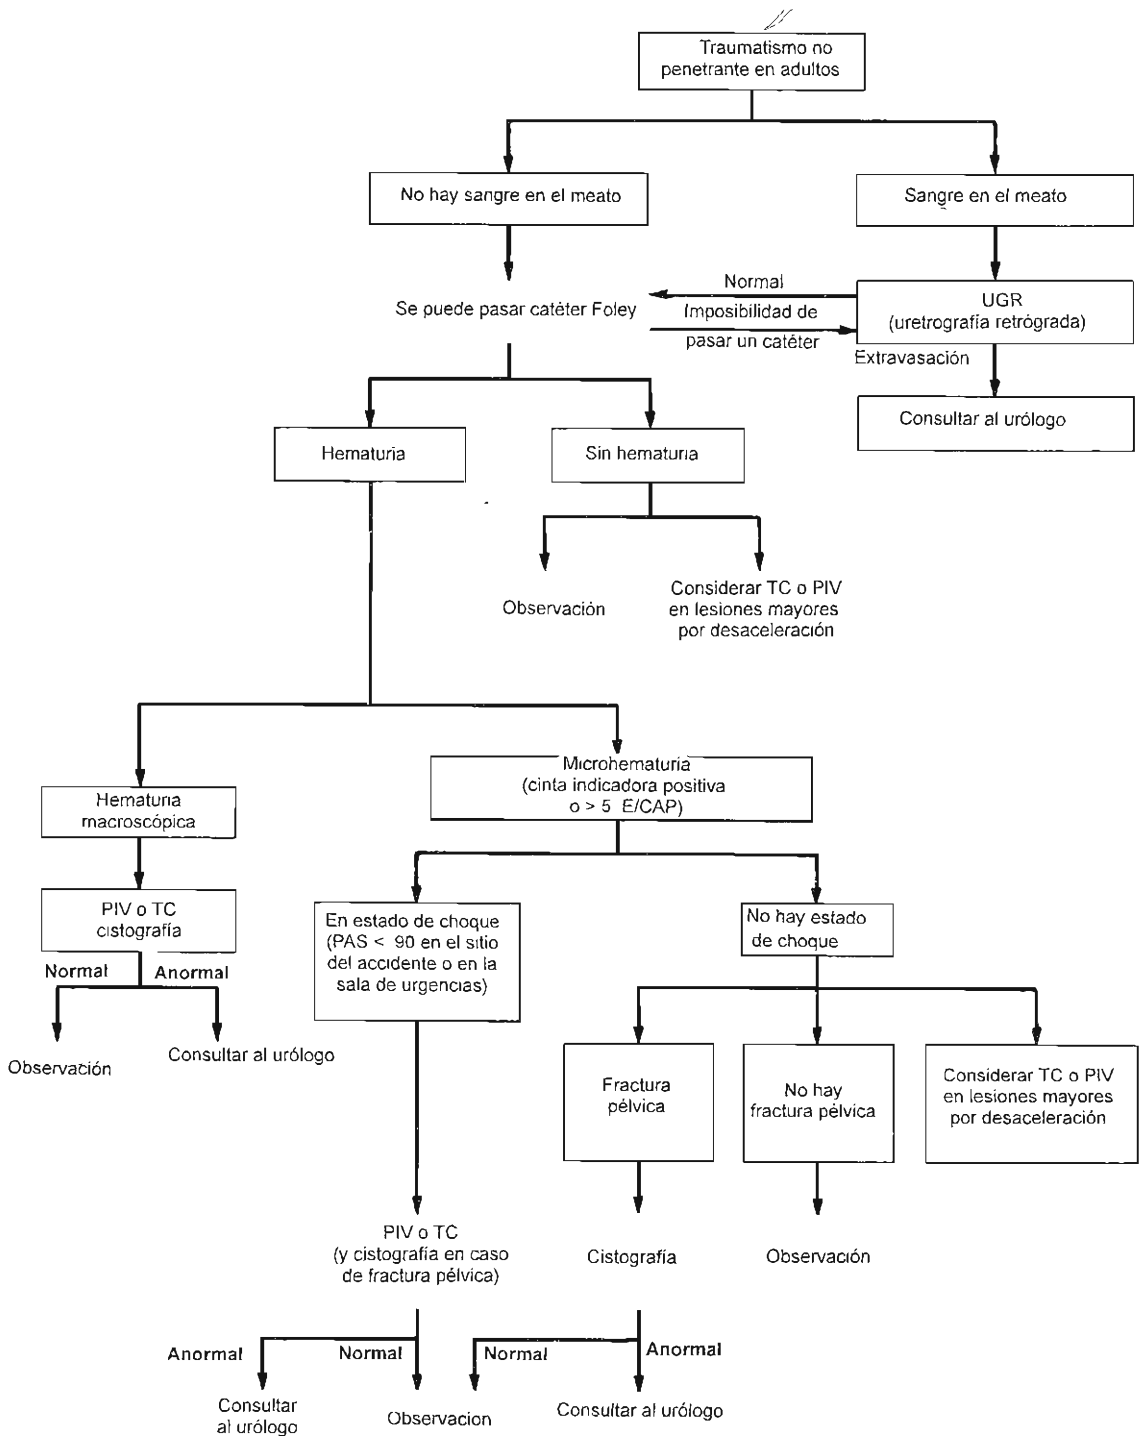 Traumatismo no
penetrante en adultos
No hay sangre en el meato
Sangre en el meato
Se puede pasar catéter Foley
Normal
Imposibilidad de
pasar un catéter
UGR
(uretrografía retrógrada)
Extravasación
Consultar al urólogo
Hematuria
Sin hematuria
Observación
Considerar TC o PIV
en lesiones mayores
por desaceleración
Hematuria
macroscópica
Microhematuria
(cinta indicadora positiva
o > 5 E/CAP)
PIV o TC
cistografía
Normal
Anormal
Observación
Consultar al urólogo
En estado de choque
(PAS < 90 en el sitio
del accidente o en la
sala de urgencias)
No hay estado
de choque
Fractura
pélvica
No hay
fractura pélvica
Considerar TC o PIV
en lesiones mayores
por desaceleración
PIV o TC
(y cistografía en caso
de fractura pélvica)
Cistografía
Observación
Anormal
Normal
Normal
Anormal
Consultar
al urólogo
Observacion
Consultar al urólogo